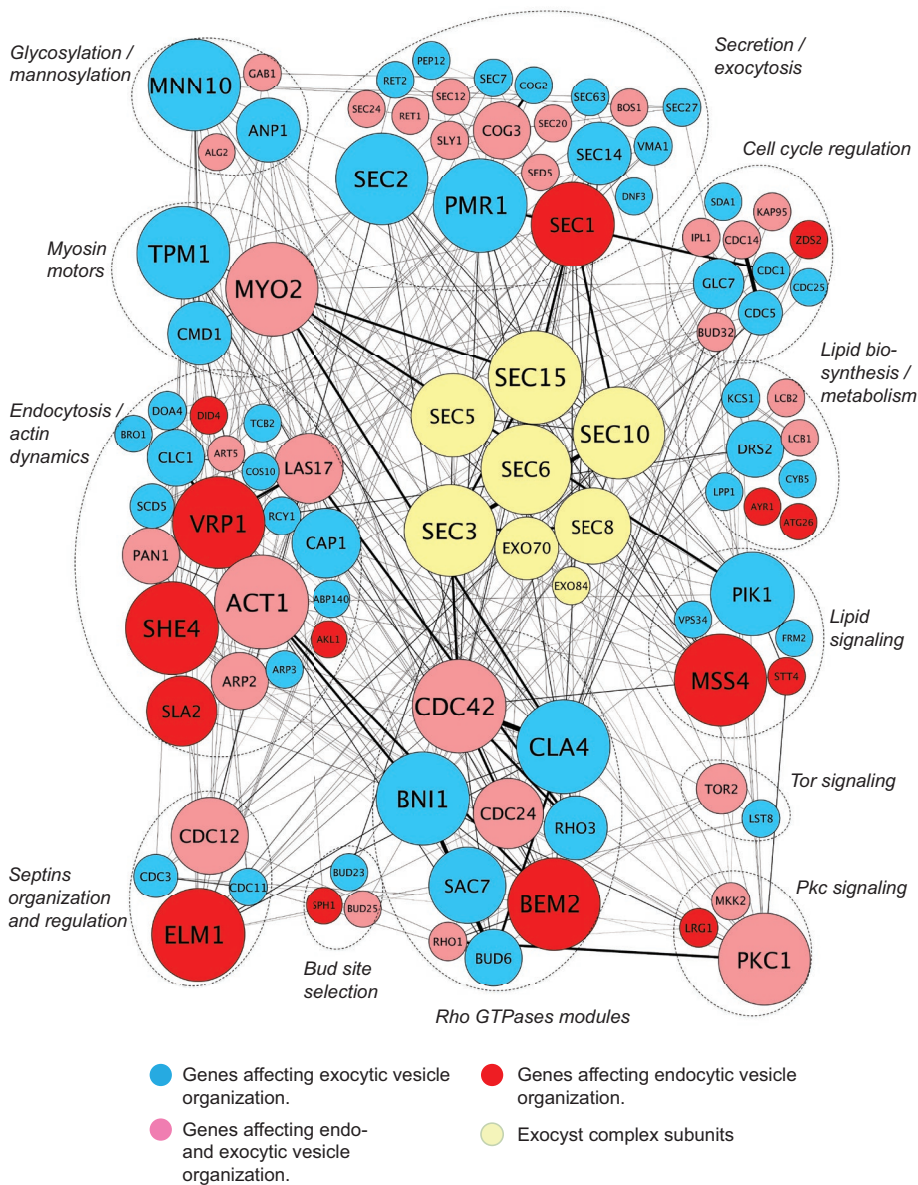 Glycosylation /
mannosylation
MNN10
GAB1
ANP1
ALG2
Secretion /
exocytosis
PEP12
RET2
SEC7
COG2
SEC63
BOS1
SEC27
SEC24
SEC12
RET1
COG3
SEC20
SLY1
SEC14
VMA1
SED5
DNF3
SEC2
PMR1
SEC1
Cell cycle regulation
SDA1
KAP95
IPL1
CDC14
ZDS2
GLC7
CDC1
CDC25
CDC5
BUD32
Myosin
motors
TPM1
MYO2
CMD1
SEC15
SEC5
SEC10
SEC6
SEC3
SEC8
EXO70
EXO84
Lipid bio-
synthesis /
metabolism
KCS1
LCB2
DRS2
LCB1
CYB5
LPP1
AYR1
ATG26
Endocytosis /
actin
dynamics
DOA4
DID4
TCB2
BRO1
CLC1
ART5
COS10
LAS17
SCD5
VRP1
RCY1
CAP1
PAN1
ACT1
ABP140
SHE4
AKL1
ARP2
ARP3
SLA2
PIK1
VPS34
FRM2
MSS4
STT4
Lipid
signaling
CDC42
CLA4
BNI1
CDC24
RHO3
SAC7
BEM2
RHO1
BUD6
Rho GTPases modules
TOR2
LST8
Tor signaling
CDC12
CDC3
CDC11
ELM1
Septins
organization
and regulation
BUD23
SPH1
BUD25
Bud site
selection
Pkc signaling
MKK2
LRG1
PKC1
Genes affecting exocytic vesicle
organization.
Genes affecting endo-
and exocytic vesicle
organization.
Genes affecting endocytic vesicle
organization.
Exocyst complex subunits